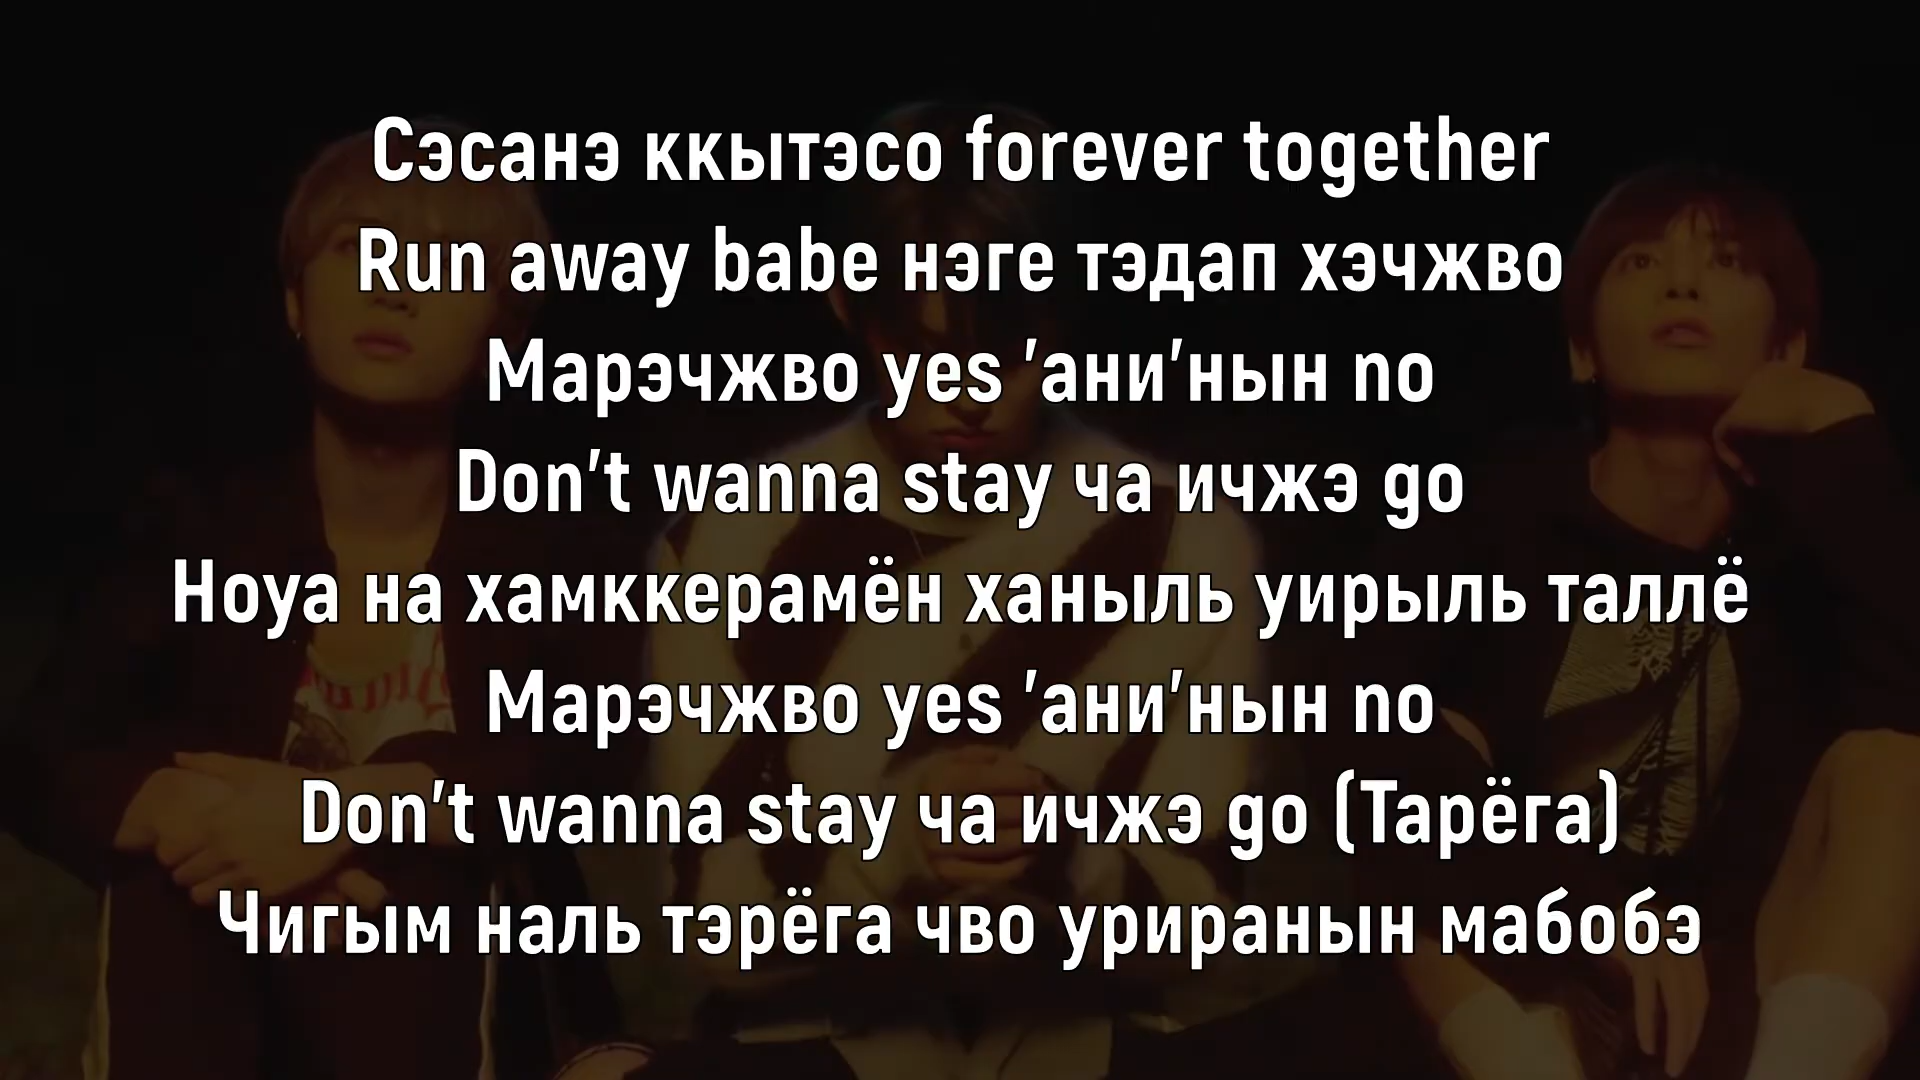 Сэсанэ ккытэсо forever together
Run away babe нэге тэдап хэчжво
Марэчжво yes 'ани'нын no
Don't wanna stay ча ичжэ go
Ноуа на хамккерамён ханыль уирыль таллё
Марэчжво yes 'ани'нын no
Don't wanna stay ча ичжэ go (Тарёга)
Чигым наль тэрёга чво уриранын мабобэ